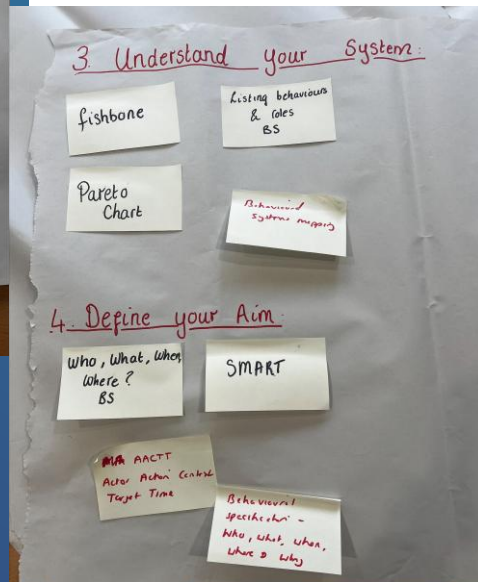 3. Understand your System:
fishbone
Listing behaviours
& roles
BS
Pareto
Chart
Behavioural
systems mapping
4. Define your Aim:
Who, What, When,
Where?
BS
SMART
AACTT
Actor Action Context
Target Time
Behavioural
specification -
Who, what, when,
where & why